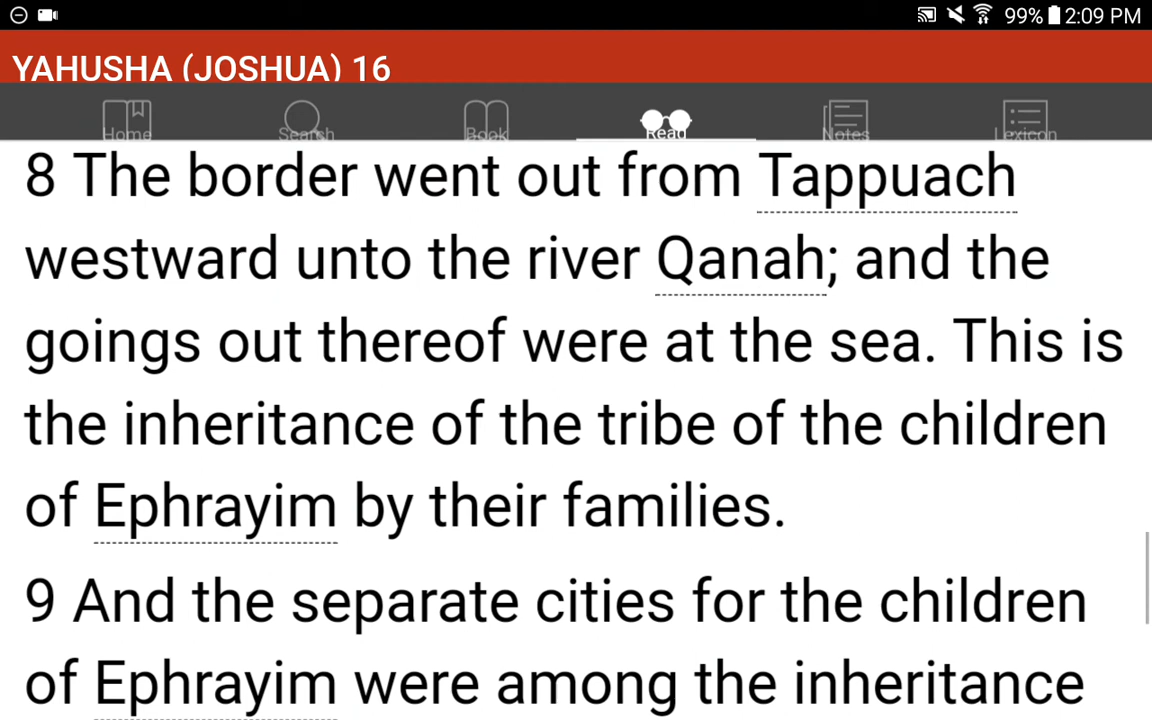 99% 2:09 PM
YAHUSHA (JOSHUA) 16
Home Search Book Read Notes Lexicon
8 The border went out from Tappuach
westward unto the river Qanah; and the
goings out thereof were at the sea. This is
the inheritance of the tribe of the children
of Ephrayim by their families.
9 And the separate cities for the children
of Ephrayim were among the inheritance